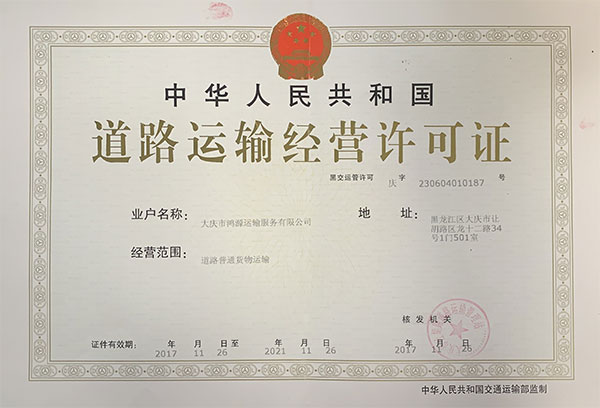 中华人民共和国
道路运输经营许可证
黑交运管许可 庆 字 230604010187 号
业户名称: 大庆市鸿源运输服务有限公司
地 址: 黑龙江区大庆市让
胡路区龙十二路34
号1门501室
经营范围: 道路普通货物运输
核发机关
证件有效期: 年 月 日至 年 月 日 年 月 日
2017 11 26 2021 11 26 2017 11 26
中华人民共和国交通运输部监制